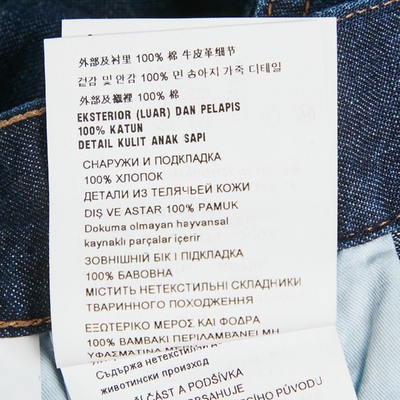 外部及衬里 100% 棉 牛皮革细节
겉감 및 안감 100% 면 송아지 가죽 디테일
外部及襯裡 100% 棉
EKSTERIOR (LUAR) DAN PELAPIS
100% KATUN
DETAIL KULIT ANAK SAPI
СНАРУЖИ И ПОДКЛАДКА
100% ХЛОПОК
ДЕТАЛИ ИЗ ТЕЛЯЧЬЕЙ КОЖИ
DIŞ VE ASTAR 100% PAMUK
Dokuma olmayan hayvansal
kaynaklı parçalar içerir
ЗОВНІШНІЙ БІК І ПІДКЛАДКА
100% БАВОВНА
МІСТИТЬ НЕТЕКСТИЛЬНІ СКЛАДНИКИ
ТВАРИННОГО ПОХОДЖЕННЯ
ΕΞΩΤΕΡΙΚΟ ΜΕΡΟΣ ΚΑΙ ΦΟΔΡΑ
100% ΒΑΜΒΑΚΙ ΠΕΡΙΛΑΜΒΑΝΕΙ ΜΗ
ΥΦΑΣΜΑΤΙΝΑ
Съдържа нетекстилни
животински произход
ČÁST A PODŠÍVKA
PŮVODU